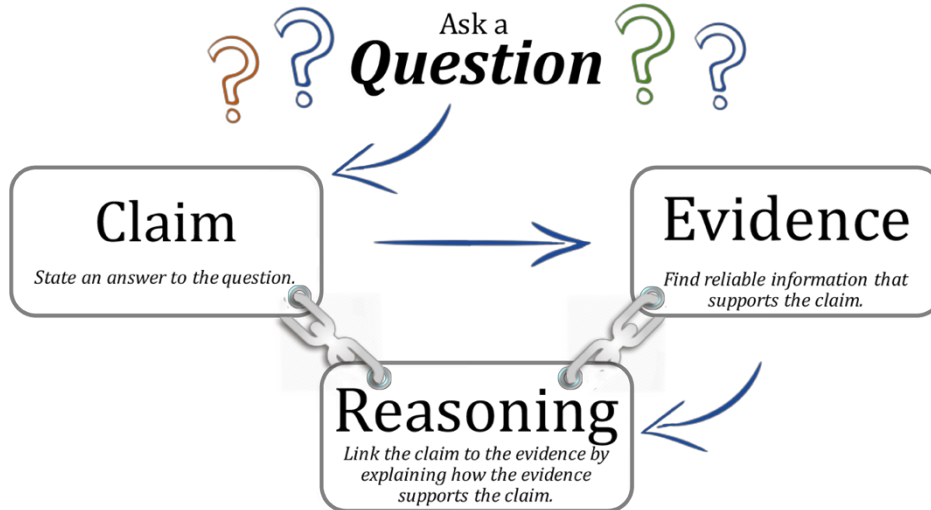 Ask a
Question
Claim
State an answer to the question.
Evidence
Find reliable information that
supports the claim.
Reasoning
Link the claim to the evidence by
explaining how the evidence
supports the claim.